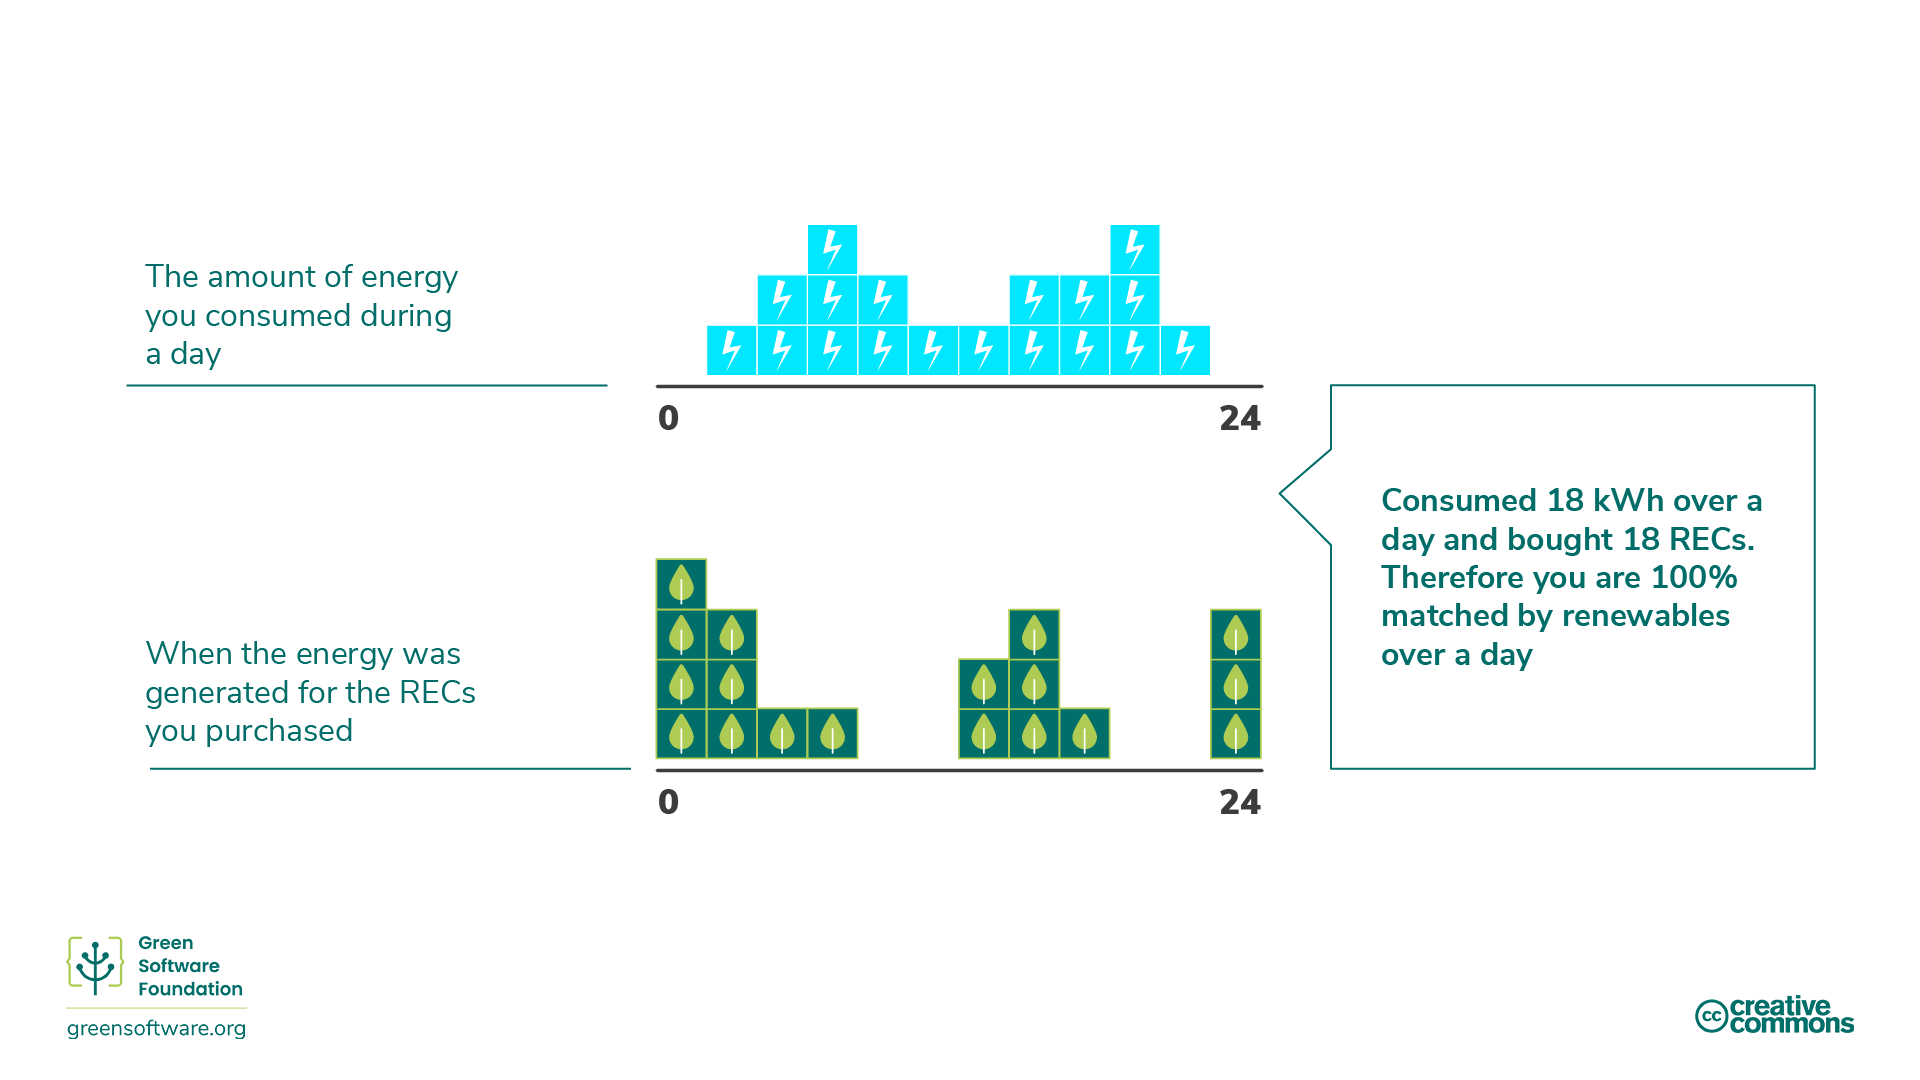 The amount of energy
you consumed during
a day
0
24
Consumed 18 kWh over a
day and bought 18 RECs.
Therefore you are 100%
matched by renewables
over a day
When the energy was
generated for the RECs
you purchased
0
24
Green
Software
Foundation
greensoftware.org
cc
creative
commons